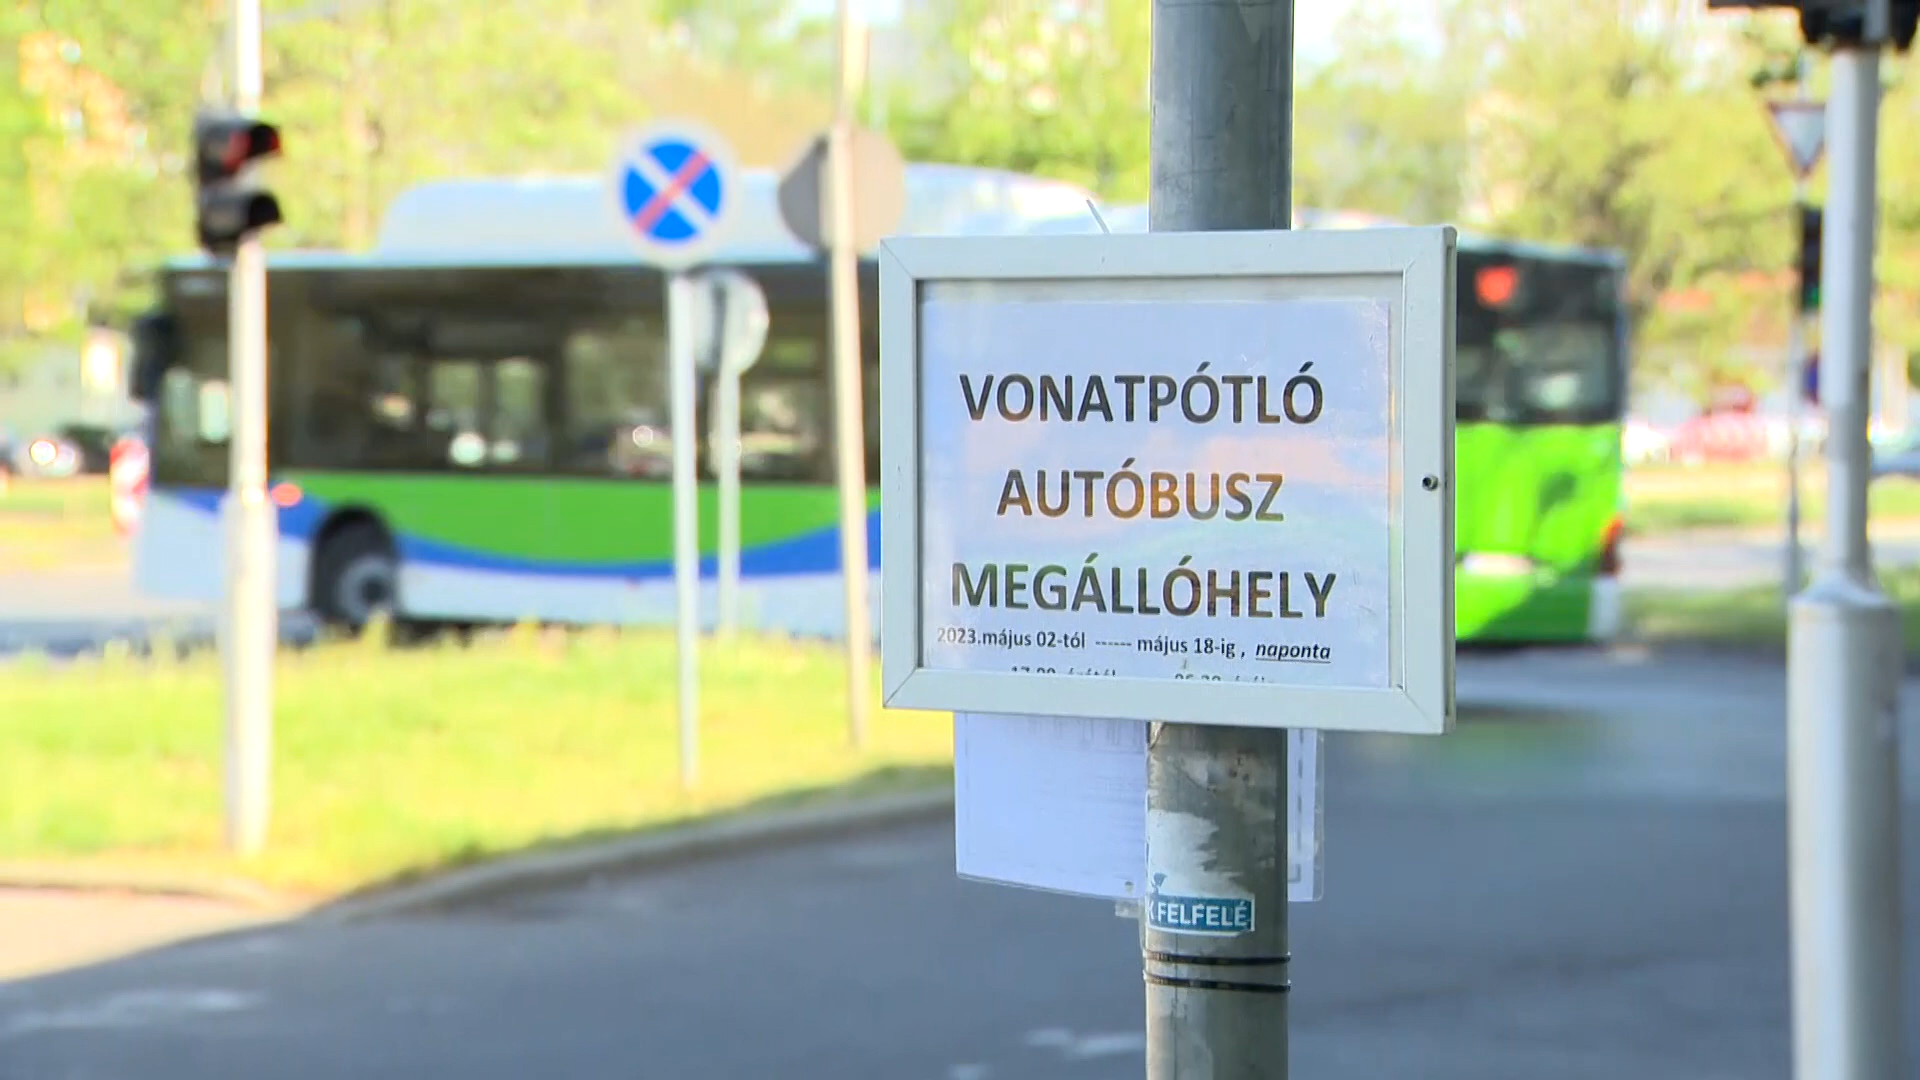 VONATPÓTLÓ
AUTÓBUSZ
MEGÁLLÓHELY
2023.május 02-tól ------ május 18-ig , naponta
K FELFELÉ